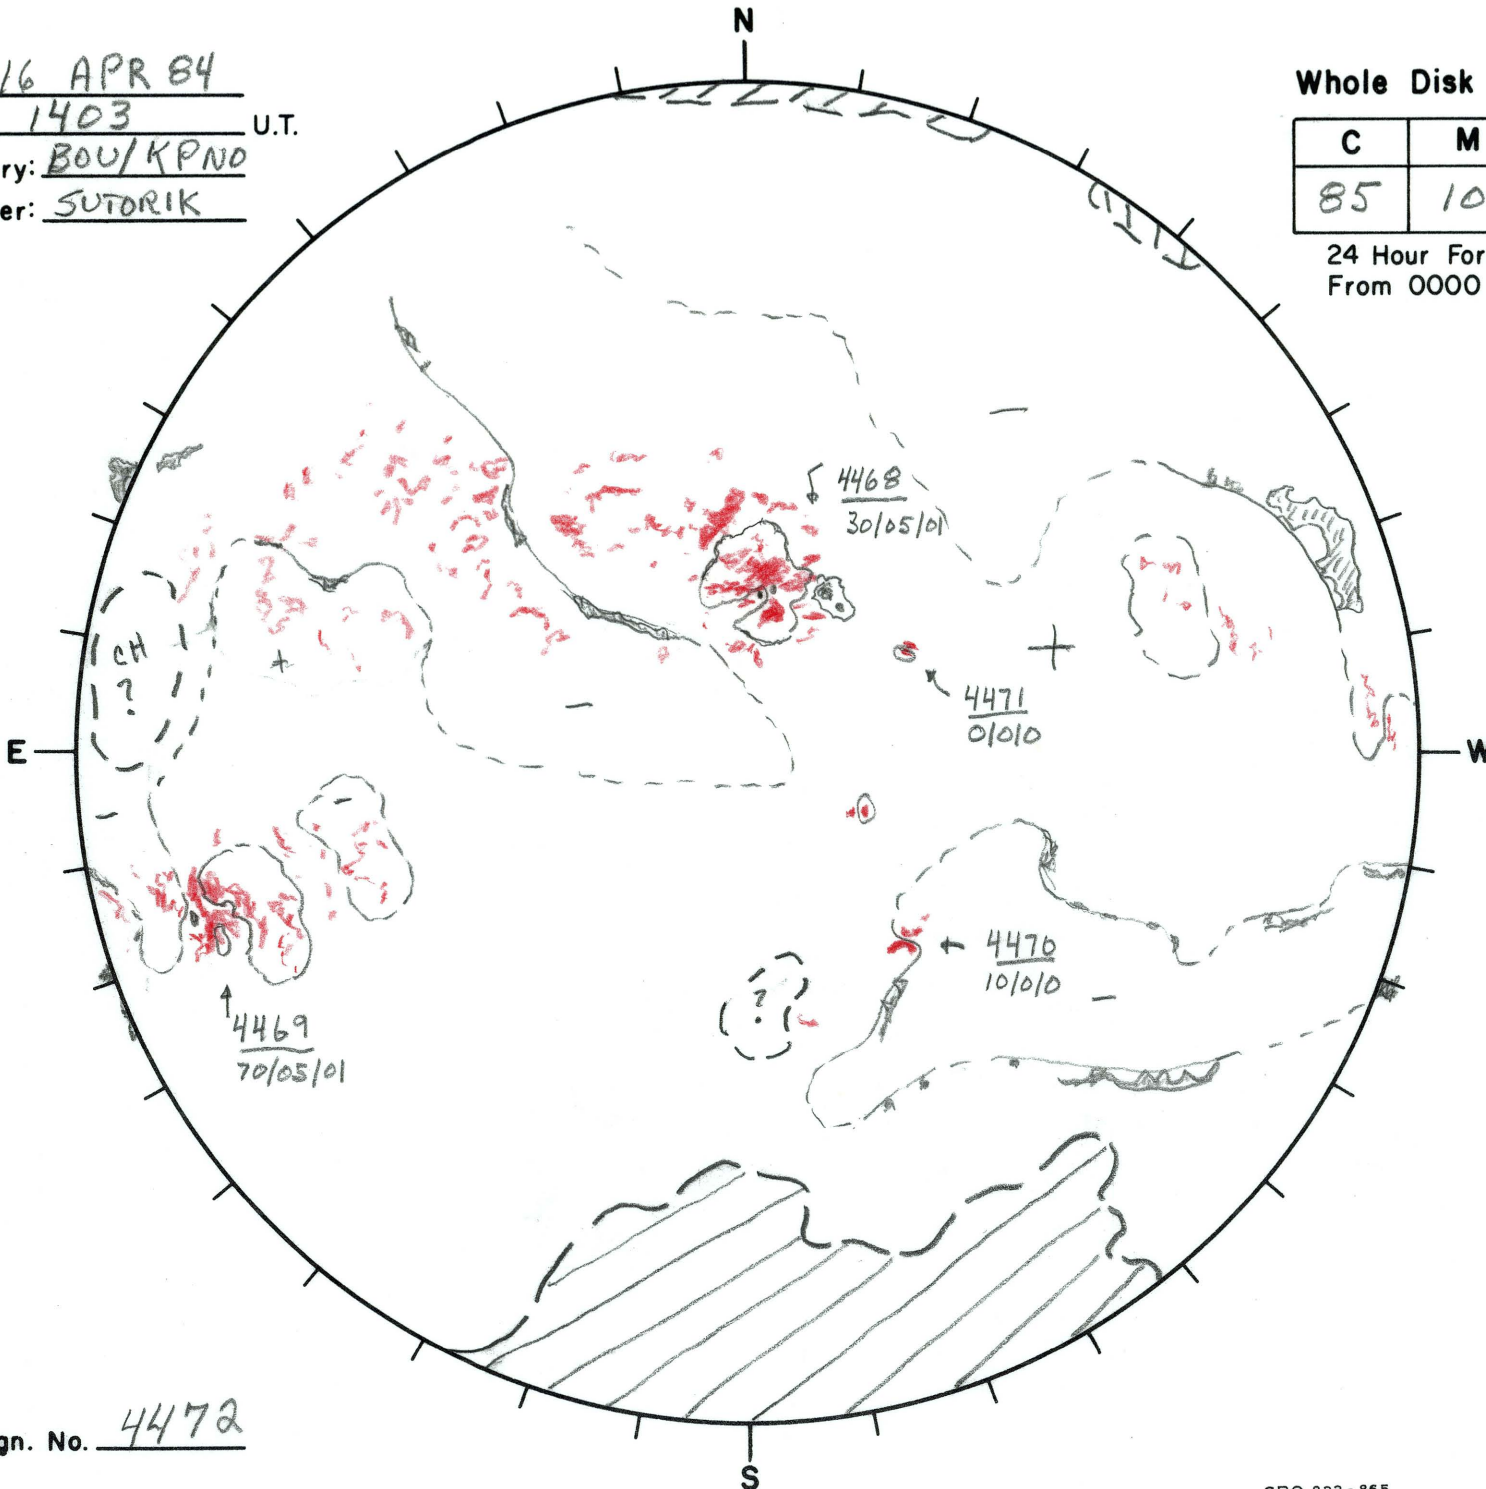 N
16 APR 84
1403 U.T.
ry: BOU/KPNO
er: SUTORIK
Whole Disk
C M
85 10
24 Hour For
From 0000
4468
30/05/01
CH
?
+
+
4471
0/0/0
E
W
4470
10/0/0
?
4469
70/05/01
gn. No. 4472
S